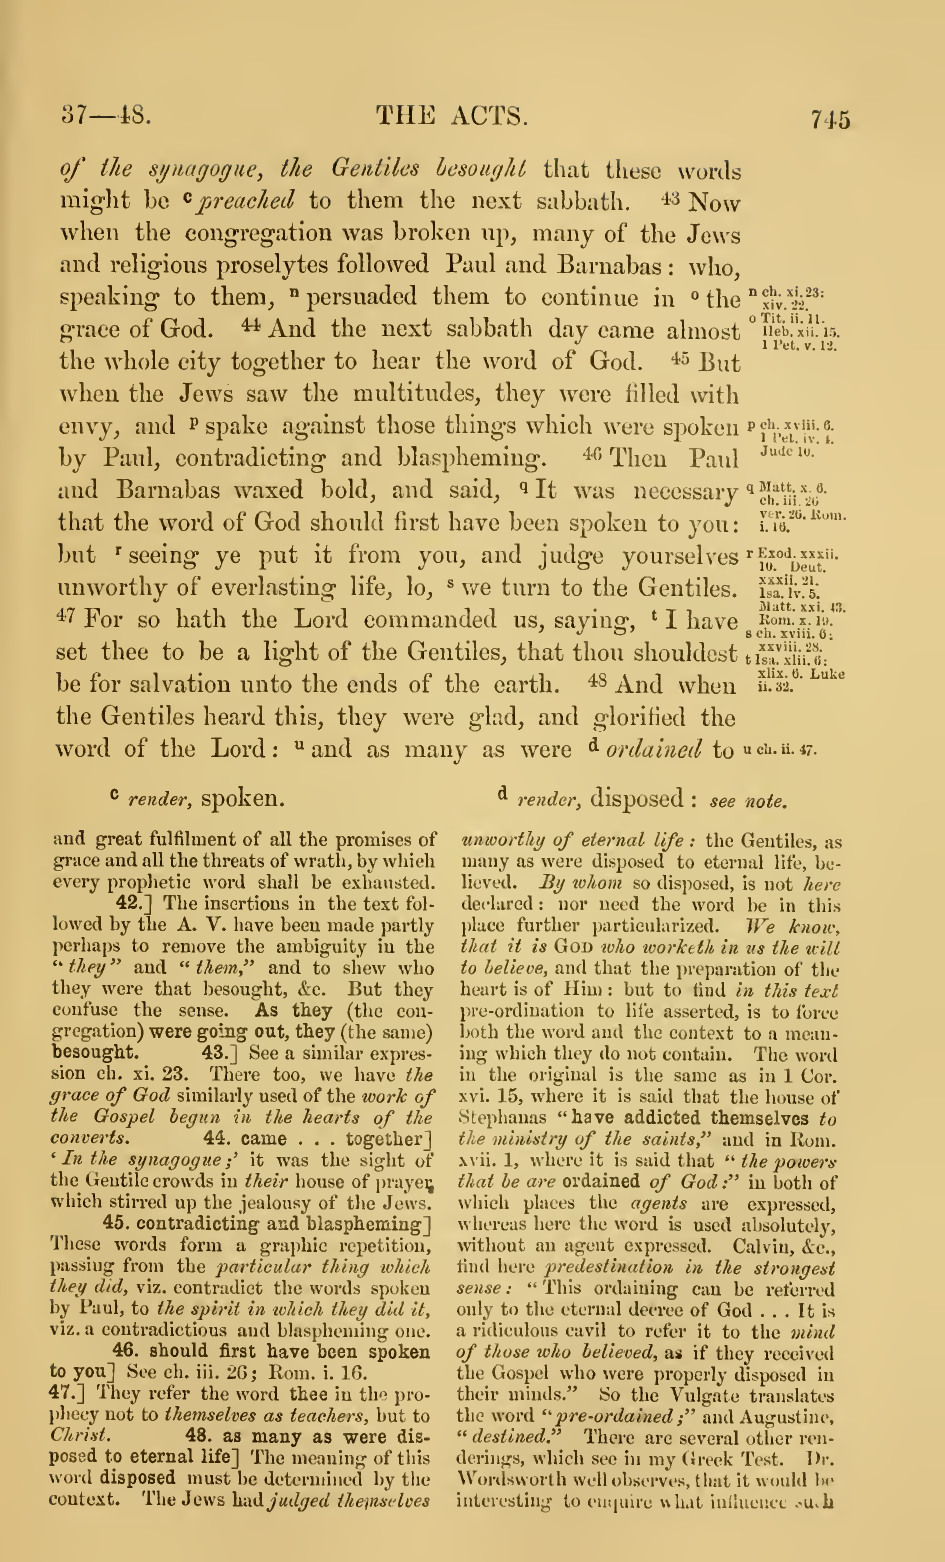 37—48.
THE ACTS.
745
of the synagogue, the Gentiles besought that these words
might be c preached to them the next sabbath. 43 Now
when the congregation was broken up, many of the Jews
and religious proselytes followed Paul and Barnabas : who,
speaking to them, n persuaded them to continue in o the
grace of God. 44 And the next sabbath day came almost
the whole city together to hear the word of God. 45 But
when the Jews saw the multitudes, they were filled with
envy, and p spake against those things which were spoken
by Paul, contradicting and blaspheming. 46 Then Paul
and Barnabas waxed bold, and said, q It was necessary
that the word of God should first have been spoken to you :
but r seeing ye put it from you, and judge yourselves
unworthy of everlasting life, lo, s we turn to the Gentiles.
47 For so hath the Lord commanded us, saying, t I have
set thee to be a light of the Gentiles, that thou shouldest
be for salvation unto the ends of the earth. 48 And when
the Gentiles heard this, they were glad, and glorified the
word of the Lord : u and as many as were d ordained to
n ch. xi. 23:
xiv. 22.
o Tit. ii. 11.
Heb. xii. 15.
1 Pet. v. 12.
p ch. xviii. 6.
1 Pet. iv. 4.
Jude 10.
q Matt. x. 6.
ch. iii. 26
ver. 26. Rom.
i. 16.
r Exod. xxxii.
10. Deut.
xxxii. 21.
Isa. lv. 5.
Matt. xxi. 43.
Rom. x. 19.
s ch. xviii. 6:
xxviii. 28.
t Isa. xlii. 6:
xlix. 6. Luke
ii. 32.
u ch. ii. 47.
c render, spoken.
d render, disposed : see note.
and great fulfilment of all the promises of
grace and all the threats of wrath, by which
every prophetic word shall be exhausted.
42.] The insertions in the text fol-
lowed by the A. V. have been made partly
perhaps to remove the ambiguity in the
“ they” and “ them,” and to shew who
they were that besought, &c. But they
confuse the sense. As they (the con-
gregation) were going out, they (the same)
besought. 43.] See a similar expres-
sion ch. xi. 23. There too, we have the
grace of God similarly used of the work of
the Gospel begun in the hearts of the
converts. 44. came . . . together]
‘ In the synagogue;’ it was the sight of
the Gentile crowds in their house of prayer
which stirred up the jealousy of the Jews.
45. contradicting and blaspheming]
These words form a graphic repetition,
passing from the particular thing which
they did, viz. contradict the words spoken
by Paul, to the spirit in which they did it,
viz. a contradictious and blaspheming one.
46. should first have been spoken
to you] See ch. iii. 26; Rom. i. 16.
47.] They refer the word thee in the pro-
phecy not to themselves as teachers, but to
Christ. 48. as many as were dis-
posed to eternal life] The meaning of this
word disposed must be determined by the
context. The Jews had judged themselves
unworthy of eternal life : the Gentiles, as
many as were disposed to eternal life, be-
lieved. By whom so disposed, is not here
declared : nor need the word be in this
place further particularized. We know,
that it is GOD who worketh in us the will
to believe, and that the preparation of the
heart is of Him : but to find in this text
pre-ordination to life asserted, is to force
both the word and the context to a mean-
ing which they do not contain. The word
in the original is the same as in 1 Cor.
xvi. 15, where it is said that the house of
Stephanas “ have addicted themselves to
the ministry of the saints,” and in Rom.
xvii. 1, where it is said that “ the powers
that be are ordained of God :” in both of
which places the agents are expressed,
whereas here the word is used absolutely,
without an agent expressed. Calvin, &c.,
find here predestination in the strongest
sense : “ This ordaining can be referred
only to the eternal decree of God . . . It is
a ridiculous cavil to refer it to the mind
of those who believed, as if they received
the Gospel who were properly disposed in
their minds.” So the Vulgate translates
the word “ pre-ordained ;” and Augustine,
“ destined.” There are several other ren-
derings, which see in my Greek Test. Dr.
Wordsworth well observes, that it would be
interesting to enquire what influence such